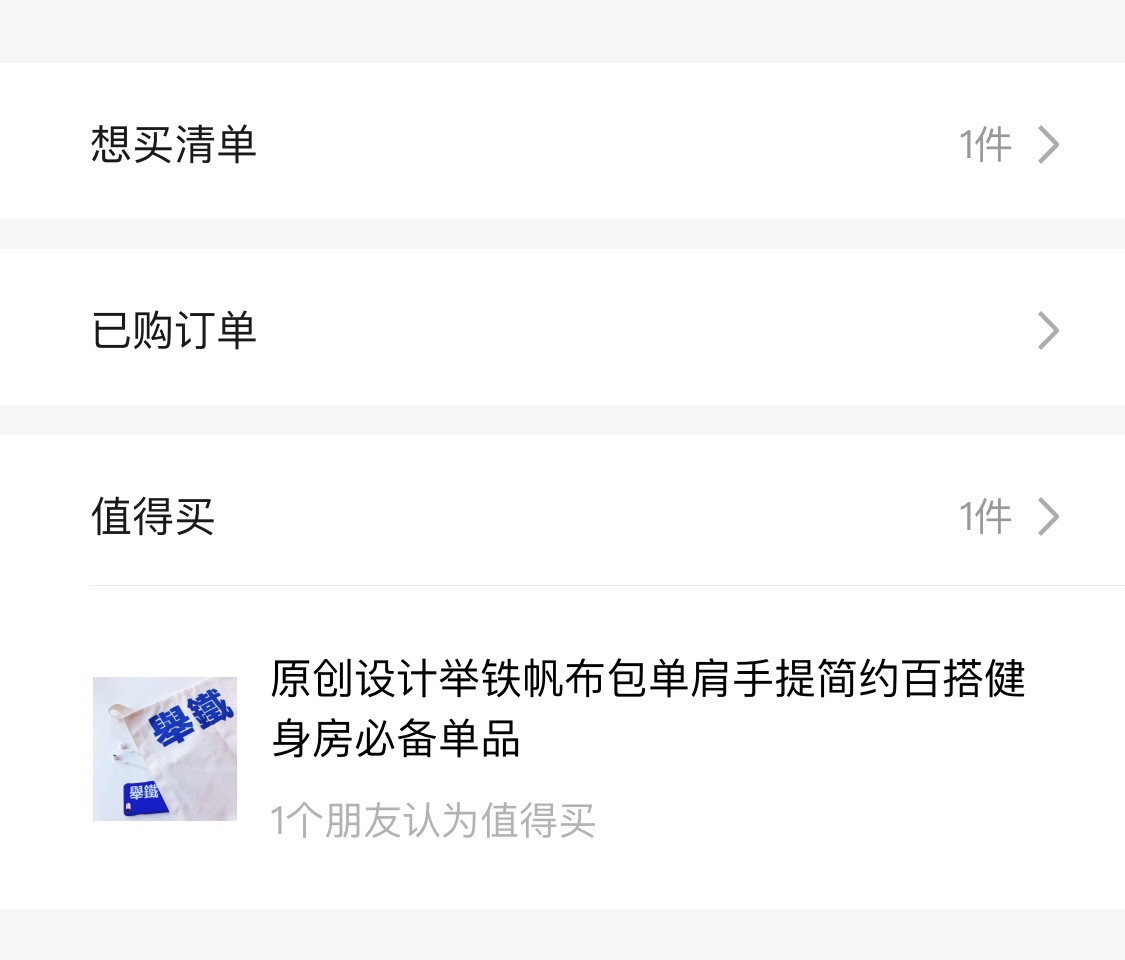 想买清单 1件
已购订单
值得买 1件
原创设计举铁帆布包单肩手提简约百搭健
身房必备单品
1个朋友认为值得买
舉鐵
舉鐵